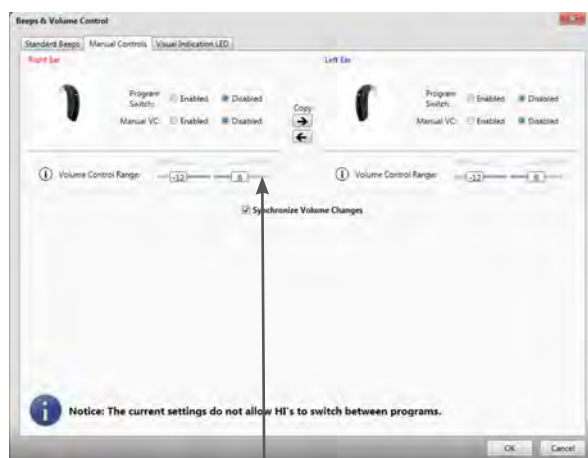 Beeps & Volume Control
Standard Beeps Manual Controls Visual Indication LED
Right Ear Left Ear
Program Switch: Enabled Disabled Program Switch: Enabled Disabled
Copy
Manual VC: Enabled Disabled Manual VC: Enabled Disabled
Volume Control Range: -12 6 Volume Control Range: -12 6
Synchronize Volume Changes
Notice: The current settings do not allow HI's to switch between programs.
OK Cancel